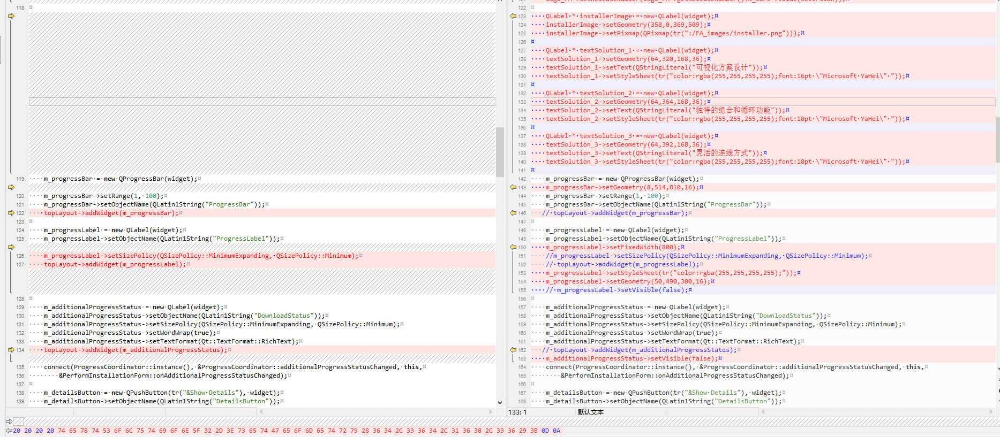 118
119     m_progressBar = new QProgressBar(widget);
120     m_progressBar->setRange(1, 100);
121     m_progressBar->setObjectName(QLatin1String("ProgressBar"));
122     topLayout->addWidget(m_progressBar);
123
124     m_progressLabel = new QLabel(widget);
125     m_progressLabel->setObjectName(QLatin1String("ProgressLabel"));
126     m_progressLabel->setSizePolicy(QSizePolicy::MinimumExpanding, QSizePolicy::Minimum);
127     topLayout->addWidget(m_progressLabel);
128
129     m_additionalProgressStatus = new QLabel(widget);
130     m_additionalProgressStatus->setObjectName(QLatin1String("DownloadStatus"));
131     m_additionalProgressStatus->setSizePolicy(QSizePolicy::MinimumExpanding, QSizePolicy::Minimum);
132     m_additionalProgressStatus->setWordWrap(true);
133     m_additionalProgressStatus->setTextFormat(Qt::TextFormat::RichText);
134     topLayout->addWidget(m_additionalProgressStatus);
135     connect(ProgressCoordinator::instance(), &ProgressCoordinator::additionalProgressStatusChanged, this,
136         &PerformInstallationForm::onAdditionalProgressStatusChanged);
137
138     m_detailsButton = new QPushButton(tr("&Show Details"), widget);
139     m_detailsButton->setObjectName(QLatin1String("DetailsButton"));
122
123     QLabel * installerImage = new QLabel(widget);
124     installerImage->setGeometry(358,0,369,509);
125     installerImage->setPixmap(QPixmap(tr(":/FA_images/installer.png")));
126
127     QLabel * textSolution_1 = new QLabel(widget);
128     textSolution_1->setGeometry(64,320,168,36);
129     textSolution_1->setText(QStringLiteral("可视化方案设计"));
130     textSolution_1->setStyleSheet(tr("color:rgba(255,255,255,255);font:16pt \"Microsoft YaHei\" "));
131
132     QLabel * textSolution_2 = new QLabel(widget);
133     textSolution_2->setGeometry(64,364,168,36);
134     textSolution_2->setText(QStringLiteral("独特的组合和循环功能"));
135     textSolution_2->setStyleSheet(tr("color:rgba(255,255,255,255);font:10pt \"Microsoft YaHei\" "));
136
137     QLabel * textSolution_3 = new QLabel(widget);
138     textSolution_3->setGeometry(64,392,168,36);
139     textSolution_3->setText(QStringLiteral("灵活的连线方式"));
140     textSolution_3->setStyleSheet(tr("color:rgba(255,255,255,255);font:10pt \"Microsoft YaHei\" "));
141
142     m_progressBar = new QProgressBar(widget);
143     m_progressBar->setGeometry(8,514,810,16);
144     m_progressBar->setRange(1, 100);
145     m_progressBar->setObjectName(QLatin1String("ProgressBar"));
146    // topLayout->addWidget(m_progressBar);
147
148     m_progressLabel = new QLabel(widget);
149     m_progressLabel->setObjectName(QLatin1String("ProgressLabel"));
150     m_progressLabel->setFixedWidth(800);
151     //m_progressLabel->setSizePolicy(QSizePolicy::MinimumExpanding, QSizePolicy::Minimum);
152     // topLayout->addWidget(m_progressLabel);
153     m_progressLabel->setStyleSheet(tr("color:rgba(255,255,255,255);"));
154     m_progressLabel->setGeometry(50,490,300,16);
155     // m_progressLabel->setVisible(false);
156
157     m_additionalProgressStatus = new QLabel(widget);
158     m_additionalProgressStatus->setObjectName(QLatin1String("DownloadStatus"));
159     m_additionalProgressStatus->setSizePolicy(QSizePolicy::MinimumExpanding, QSizePolicy::Minimum);
160     m_additionalProgressStatus->setWordWrap(true);
161     m_additionalProgressStatus->setTextFormat(Qt::TextFormat::RichText);
162    // topLayout->addWidget(m_additionalProgressStatus);
163     m_additionalProgressStatus->setVisible(false);
164     connect(ProgressCoordinator::instance(), &ProgressCoordinator::additionalProgressStatusChanged, this,
165         &PerformInstallationForm::onAdditionalProgressStatusChanged);
166
167     m_detailsButton = new QPushButton(tr("&Show Details"), widget);
168     m_detailsButton->setObjectName(QLatin1String("DetailsButton"));
133: 1 默认文本
20 20 20 20 74 65 78 74 53 6F 6C 75 74 69 6F 6E 5F 32 2D 3E 73 65 74 47 65 6F 6D 65 74 72 79 28 36 34 2C 33 36 34 2C 31 36 38 2C 33 36 29 3B 0D 0A